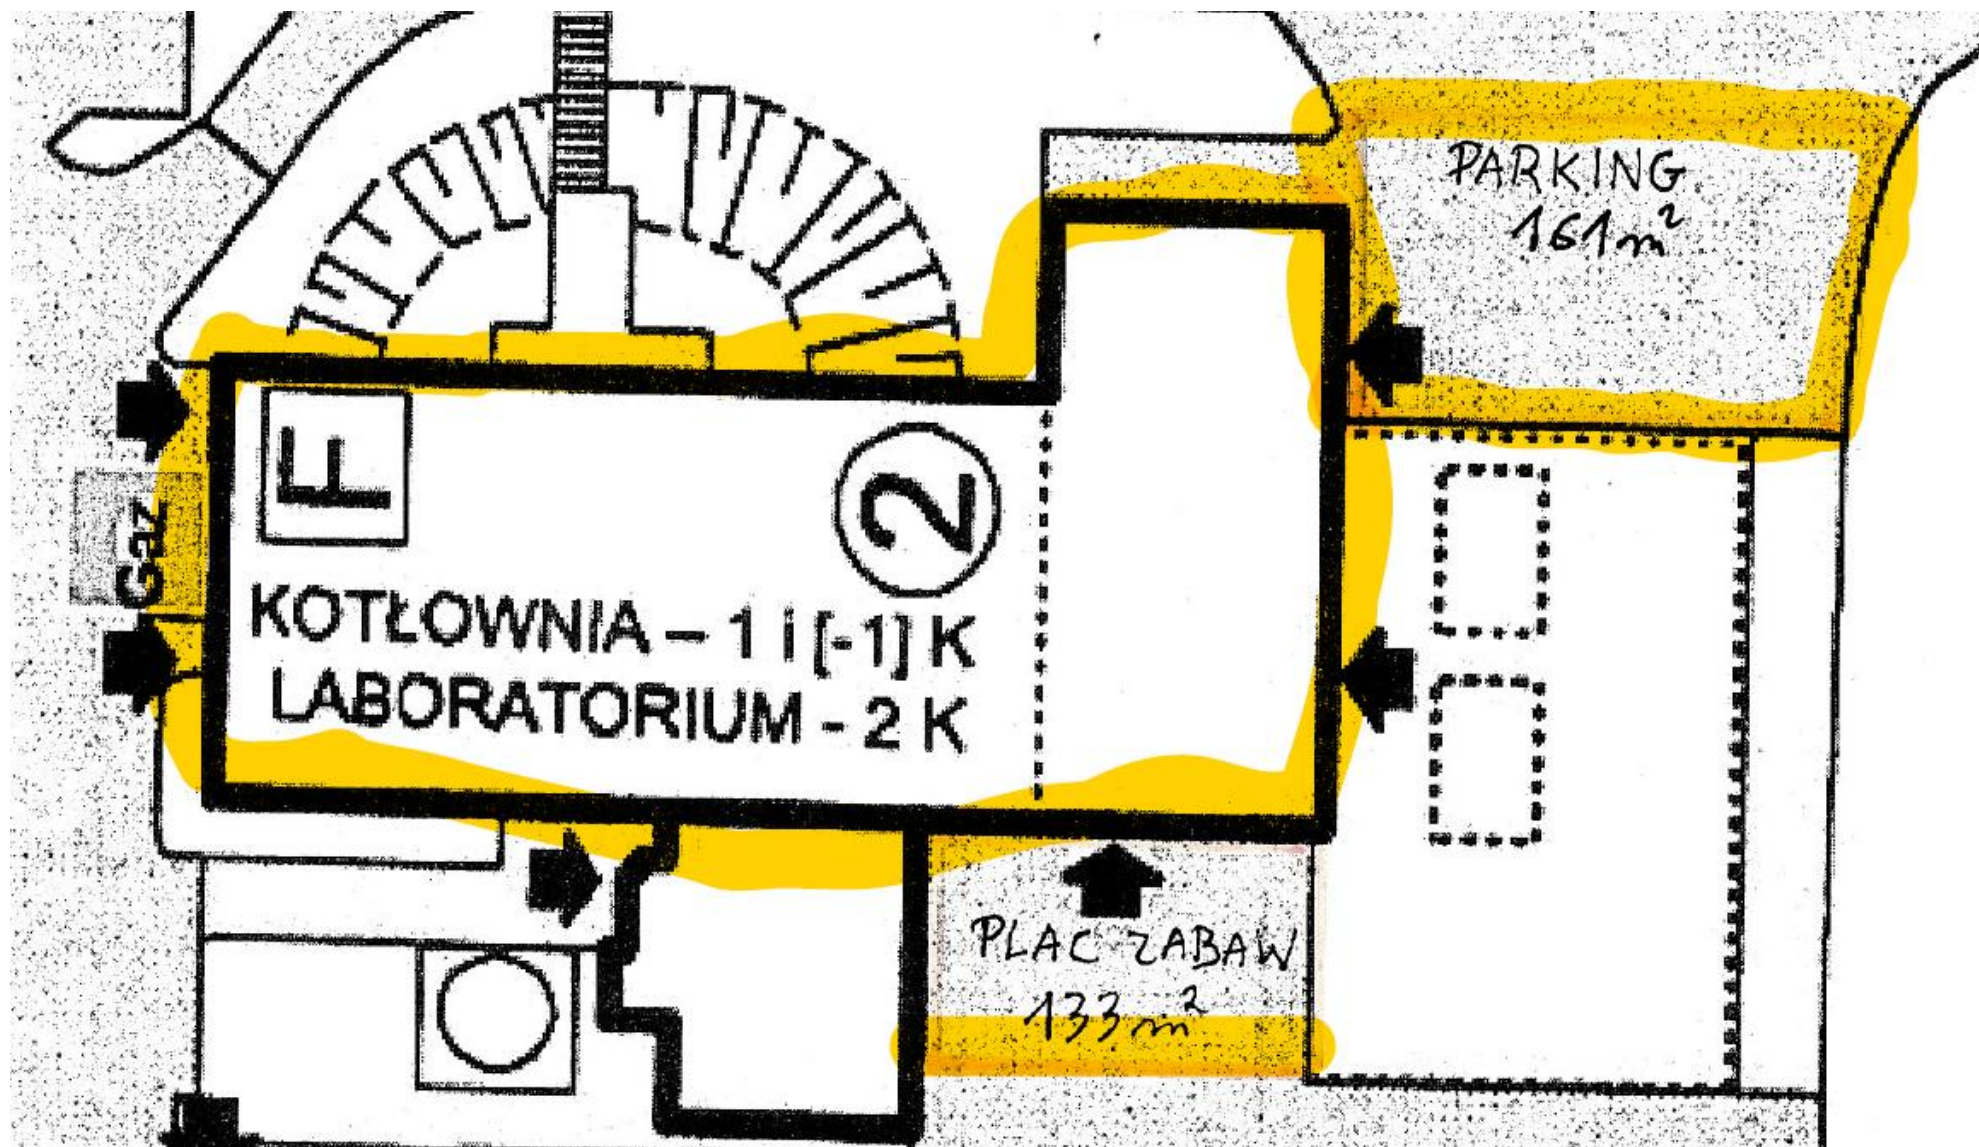 PARKING
161m²
F
2
Gaz
KOTŁOWNIA – 1 i [-1] K
LABORATORIUM - 2 K
PLAC ZABAW
133m²